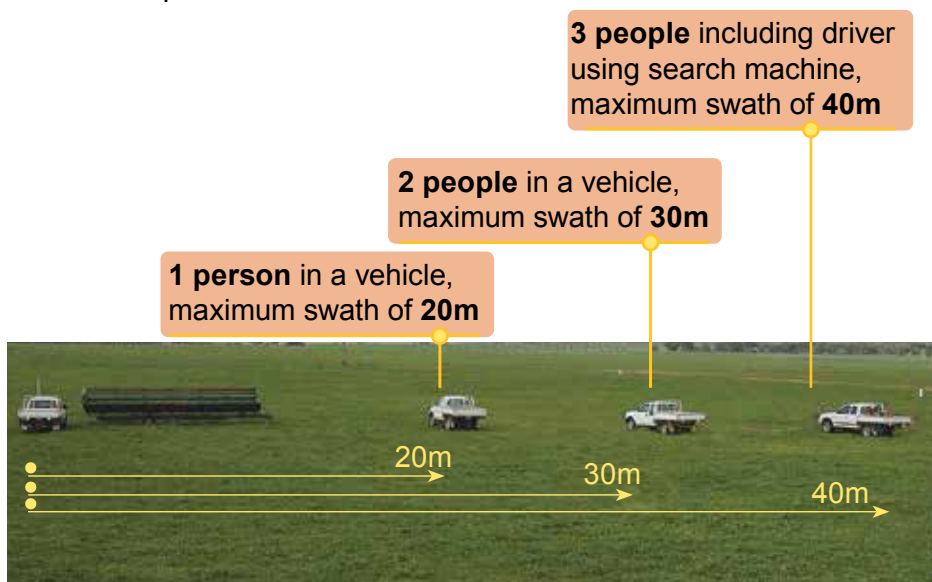 3 people including driver
using search machine,
maximum swath of 40m
2 people in a vehicle,
maximum swath of 30m
1 person in a vehicle,
maximum swath of 20m
20m
30m
40m